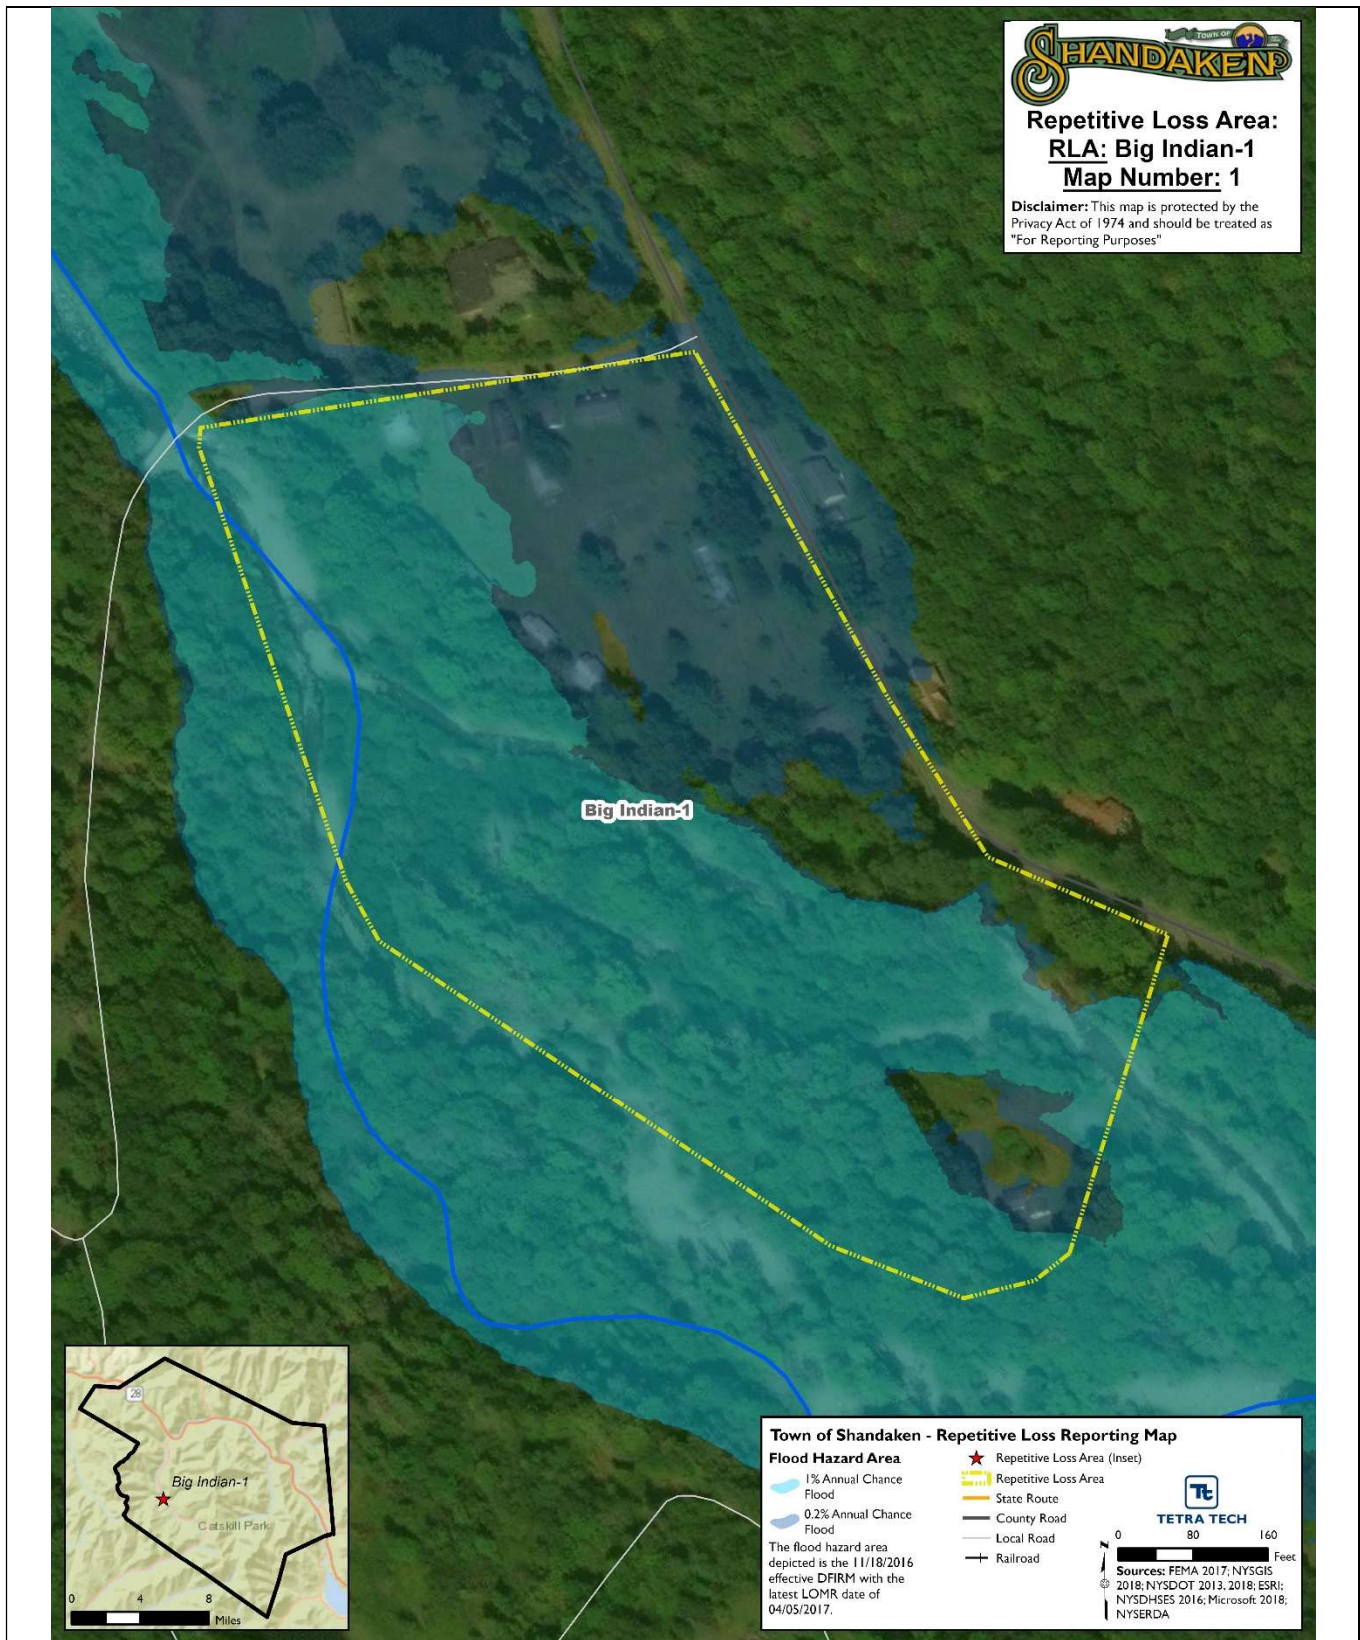 TOWN OF
SHANDAKEN
Repetitive Loss Area:
RLA: Big Indian-1
Map Number: 1
Disclaimer: This map is protected by the
Privacy Act of 1974 and should be treated as
"For Reporting Purposes"
Big Indian-1
28
Big Indian-1
Catskill Park
0 4 8
Miles
Town of Shandaken - Repetitive Loss Reporting Map
Flood Hazard Area
1% Annual Chance
Flood
0.2% Annual Chance
Flood
The flood hazard area
depicted is the 11/18/2016
effective DFIRM with the
latest LOMR date of
04/05/2017.
Repetitive Loss Area (Inset)
Repetitive Loss Area
State Route
County Road
Local Road
Railroad
Tt
TETRA TECH
N
0 80 160
Feet
Sources: FEMA 2017; NYSGIS
2018; NYSDOT 2013, 2018; ESRI;
NYSDHSES 2016; Microsoft 2018;
NYSERDA